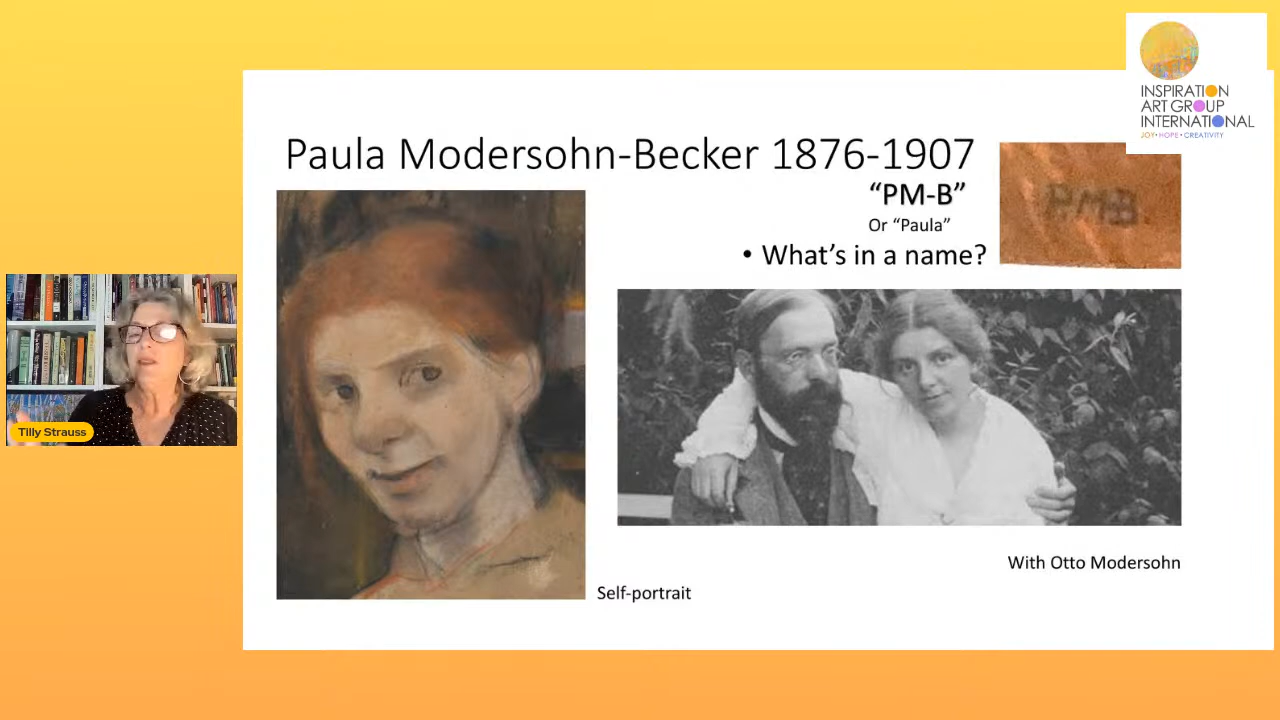 INSPIRATION
ART GROUP
INTERNATIONAL
JOY • HOPE • CREATIVITY
Paula Modersohn-Becker 1876-1907
“PM-B”
Or “Paula”
• What’s in a name?
P.M-B.
Tilly Strauss
With Otto Modersohn
Self-portrait